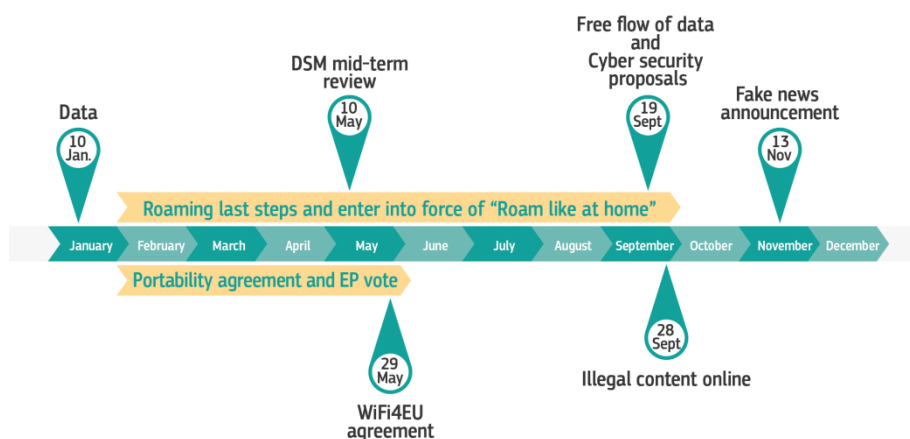 Data
10
Jan.
DSM mid-term
review
10
May
Free flow of data
and
Cyber security
proposals
19
Sept
Fake news
announcement
13
Nov
Roaming last steps and enter into force of “Roam like at home”
January February March April May June July August September October November December
Portability agreement and EP vote
29
May
WiFi4EU
agreement
28
Sept
Illegal content online